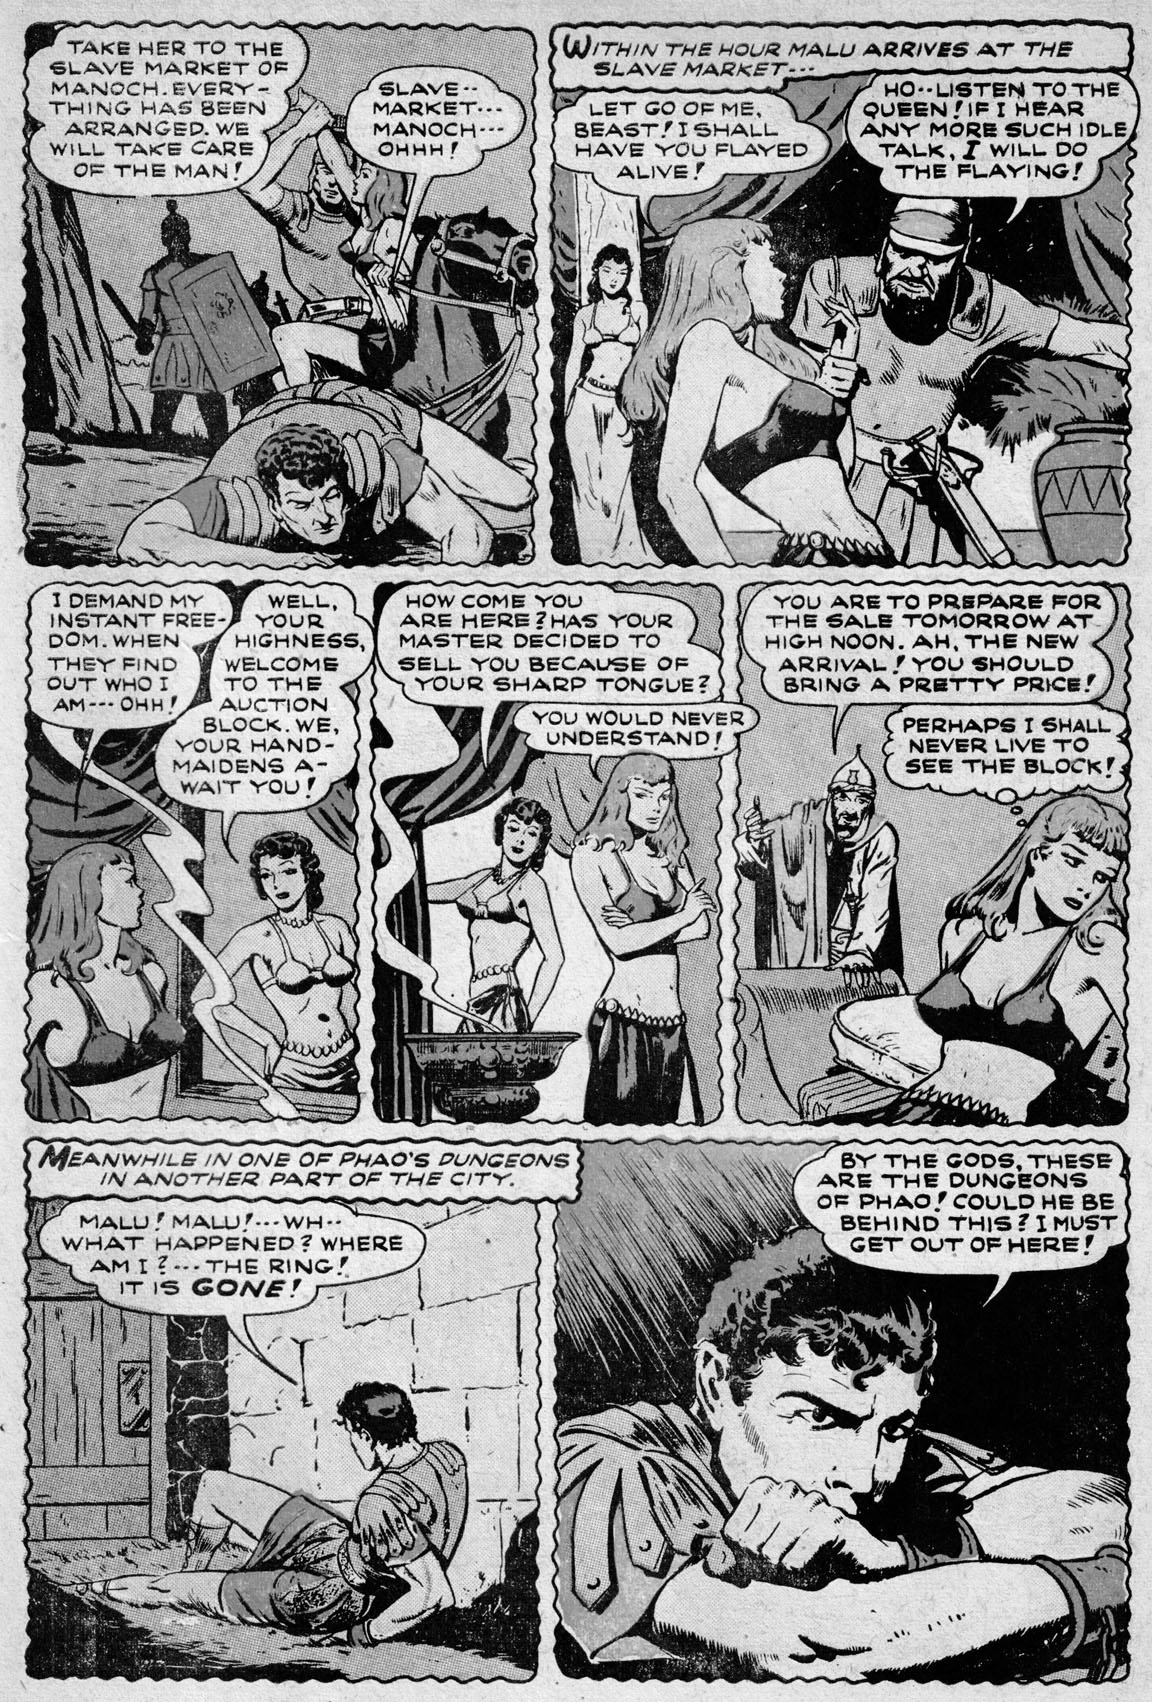 TAKE HER TO THE
SLAVE MARKET OF
MANOCH. EVERY-
THING HAS BEEN
ARRANGED. WE
WILL TAKE CARE
OF THE MAN!
SLAVE--
MARKET---
MANOCH---
OHHH!
WITHIN THE HOUR MALU ARRIVES AT THE
SLAVE MARKET---
LET GO OF ME,
BEAST! I SHALL
HAVE YOU FLAYED
ALIVE!
HO--LISTEN TO THE
QUEEN! IF I HEAR
ANY MORE SUCH IDLE
TALK, I WILL DO
THE FLAYING!
I DEMAND MY
INSTANT FREE-
DOM. WHEN
THEY FIND
OUT WHO I
AM--- OHH!
WELL,
YOUR
HIGHNESS,
WELCOME
TO THE
AUCTION
BLOCK. WE,
YOUR HAND-
MAIDENS A-
WAIT YOU!
HOW COME YOU
ARE HERE? HAS YOUR
MASTER DECIDED TO
SELL YOU BECAUSE OF
YOUR SHARP TONGUE?
YOU WOULD NEVER
UNDERSTAND!
YOU ARE TO PREPARE FOR
THE SALE TOMORROW AT
HIGH NOON. AH, THE NEW
ARRIVAL! YOU SHOULD
BRING A PRETTY PRICE!
PERHAPS I SHALL
NEVER LIVE TO
SEE THE BLOCK!
MEANWHILE IN ONE OF PHAO'S DUNGEONS
IN ANOTHER PART OF THE CITY.
MALU! MALU!--- WH--
WHAT HAPPENED? WHERE
AM I?--- THE RING!
IT IS GONE!
BY THE GODS, THESE
ARE THE DUNGEONS
OF PHAO! COULD HE BE
BEHIND THIS? I MUST
GET OUT OF HERE!